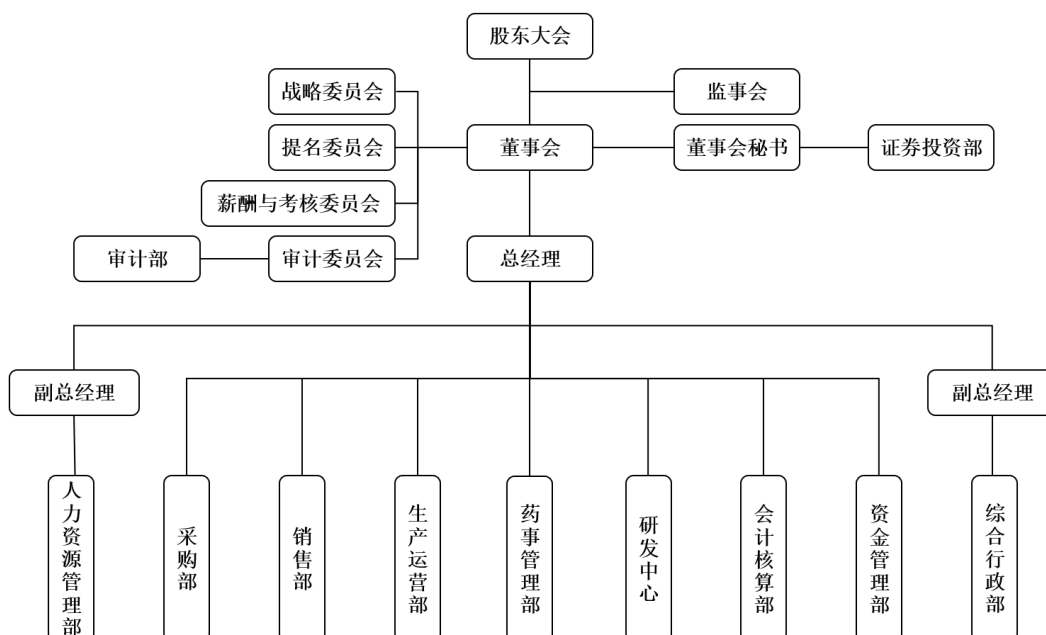 股东大会
战略委员会
监事会
提名委员会
董事会
董事会秘书
证券投资部
薪酬与考核委员会
审计部
审计委员会
总经理
副总经理
副总经理
人力资源管理部
采购部
销售部
生产运营部
药事管理部
研发中心
会计核算部
资金管理部
综合行政部